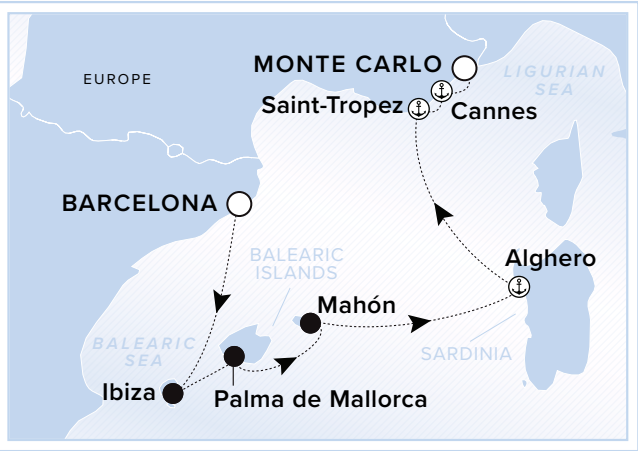 MONTE CARLO
LIGURIAN
SEA
EUROPE
Saint-Tropez
Cannes
BARCELONA
BALEARIC
ISLANDS
Alghero
Mahón
BALEARIC
SEA
SARDINIA
Ibiza
Palma de Mallorca